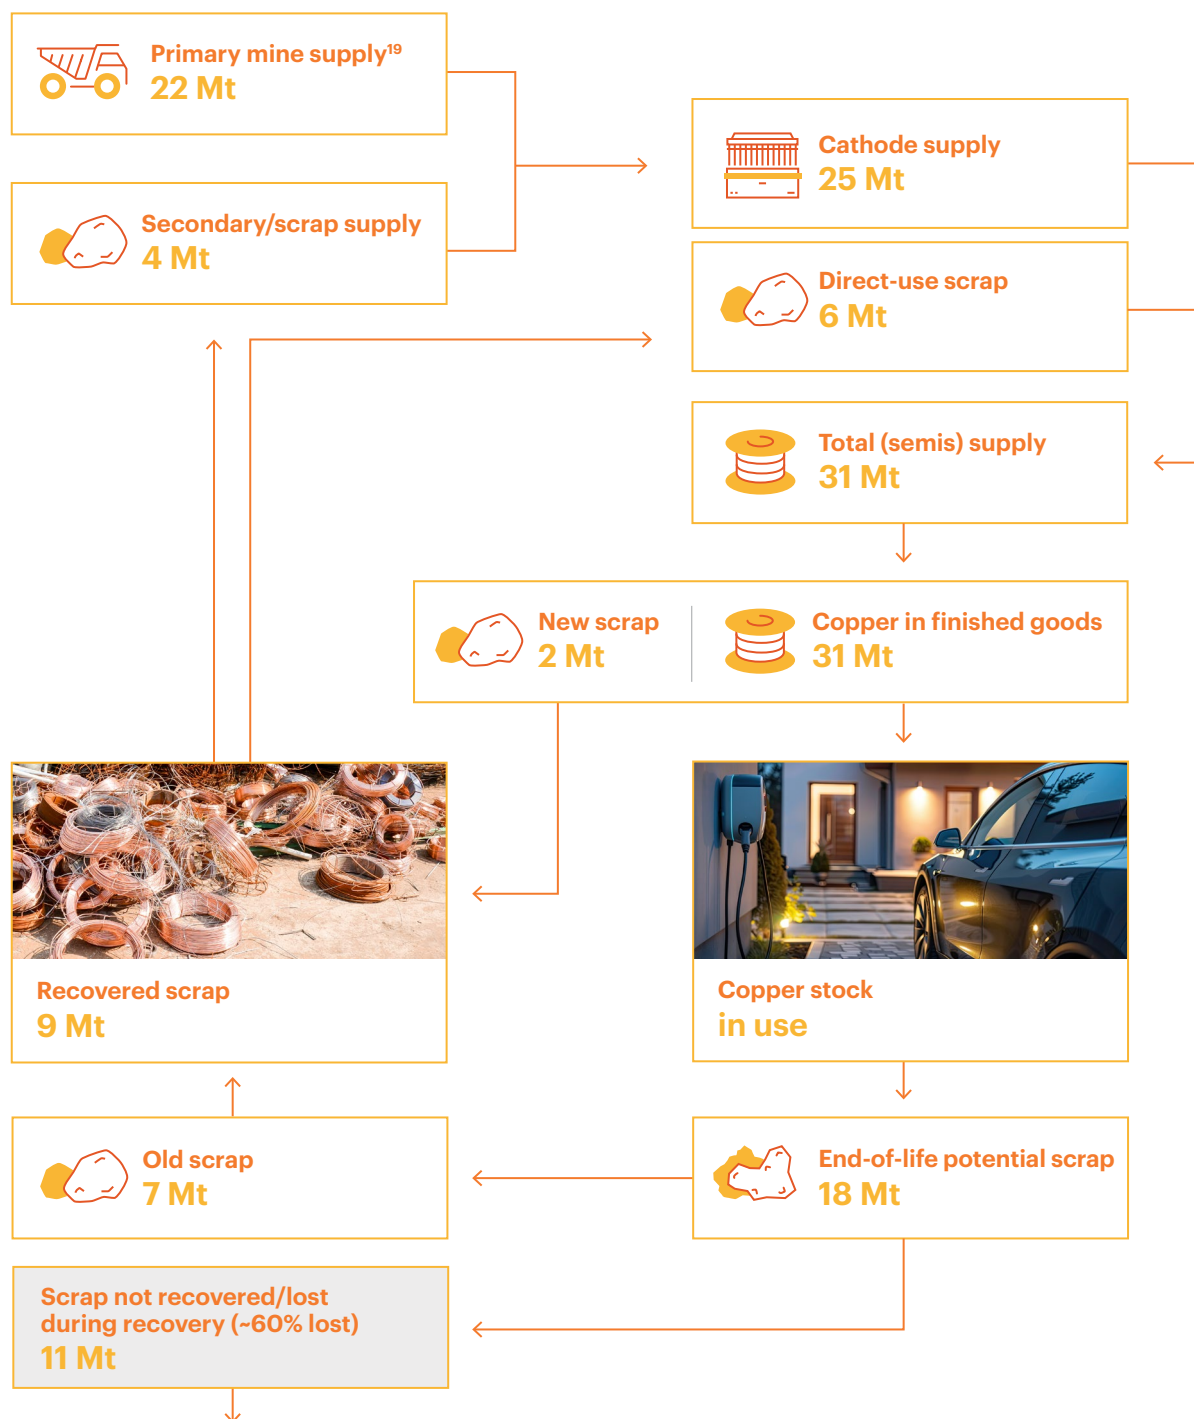 Primary mine supply¹⁹
22 Mt
Secondary/scrap supply
4 Mt
Cathode supply
25 Mt
Direct-use scrap
6 Mt
Total (semis) supply
31 Mt
New scrap
2 Mt
Copper in finished goods
31 Mt
Recovered scrap
9 Mt
Copper stock
in use
Old scrap
7 Mt
End-of-life potential scrap
18 Mt
Scrap not recovered/lost
during recovery (~60% lost)
11 Mt